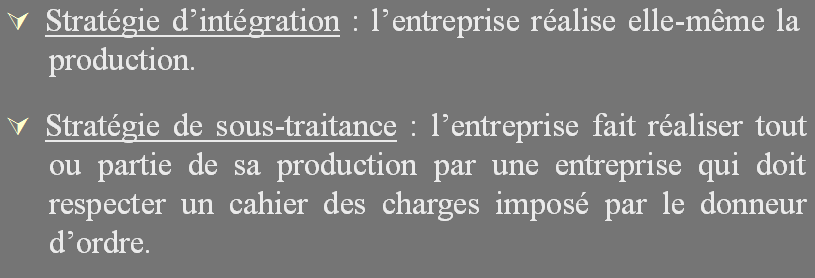 Stratégie d’intégration : l’entreprise réalise elle-même la
production.
Stratégie de sous-traitance : l’entreprise fait réaliser tout
ou partie de sa production par une entreprise qui doit
respecter un cahier des charges imposé par le donneur
d’ordre.